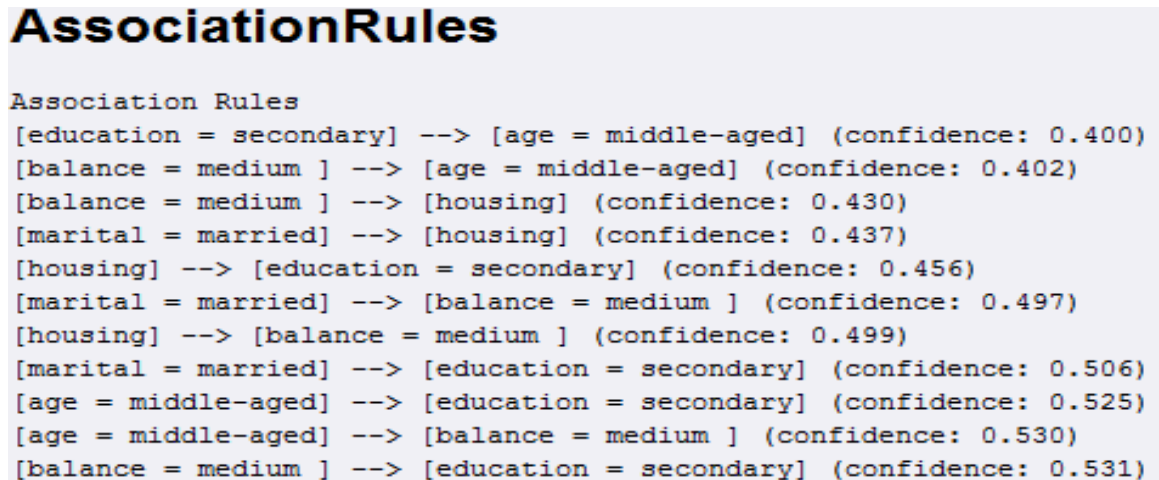 AssociationRules
Association Rules
[education = secondary] --> [age = middle-aged] (confidence: 0.400)
[balance = medium ] --> [age = middle-aged] (confidence: 0.402)
[balance = medium ] --> [housing] (confidence: 0.430)
[marital = married] --> [housing] (confidence: 0.437)
[housing] --> [education = secondary] (confidence: 0.456)
[marital = married] --> [balance = medium ] (confidence: 0.497)
[housing] --> [balance = medium ] (confidence: 0.499)
[marital = married] --> [education = secondary] (confidence: 0.506)
[age = middle-aged] --> [education = secondary] (confidence: 0.525)
[age = middle-aged] --> [balance = medium ] (confidence: 0.530)
[balance = medium ] --> [education = secondary] (confidence: 0.531)